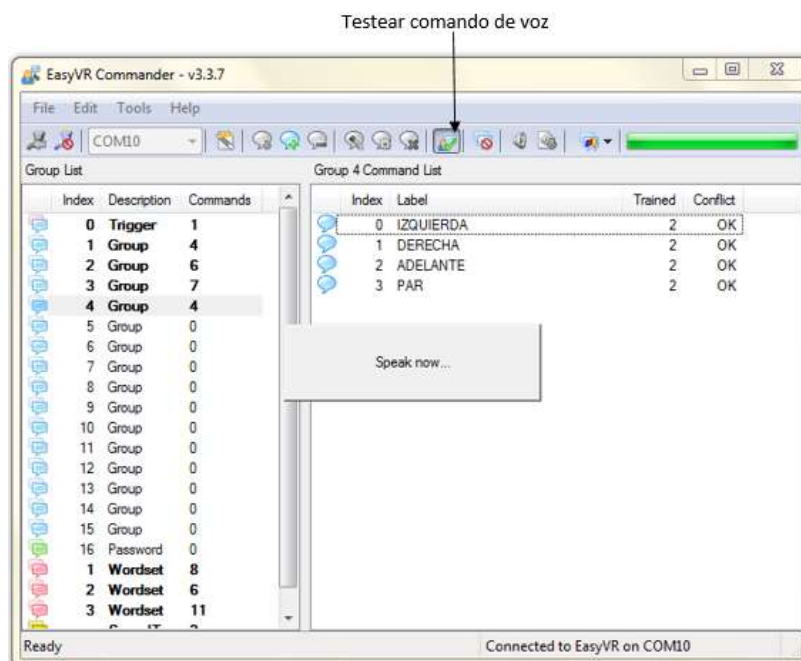 Testear comando de voz
EasyVR Commander - v3.3.7
File Edit Tools Help
COM10
Group List
Index Description Commands
0 Trigger 1
1 Group 4
2 Group 6
3 Group 7
4 Group 4
5 Group 0
6 Group 0
7 Group 0
8 Group 0
9 Group 0
10 Group 0
11 Group 0
12 Group 0
13 Group 0
14 Group 0
15 Group 0
16 Password 0
1 Wordset 8
2 Wordset 6
3 Wordset 11
Group 4 Command List
Index Label Trained Conflict
0 IZQUIERDA 2 OK
1 DERECHA 2 OK
2 ADELANTE 2 OK
3 PAR 2 OK
Speak now...
Ready
Connected to EasyVR on COM10